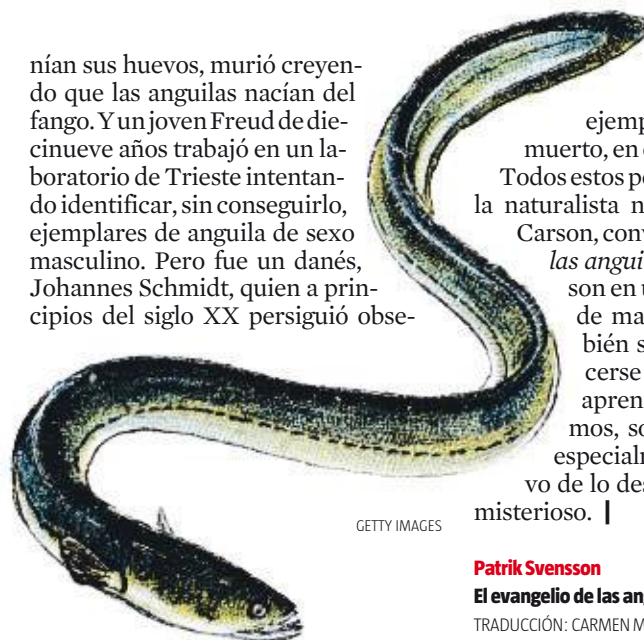 nían sus huevos, murió creyen-
do que las anguilas nacían del
fango. Y un joven Freud de die-
cinueve años trabajó en un la-
boratorio de Trieste intentan-
do identificar, sin conseguirlo,
ejemplares de anguila de sexo
masculino. Pero fue un danés,
Johannes Schmidt, quien a prin-
cipios del siglo XX persiguió obse-
GETTY IMAGES
ejemp
muerto, en
Todos estos pe
la naturalista n
Carson, conv
las angui
son en u
de ma
bién s
cerse
apren
mos, so
especialm
vo de lo des
misterioso. |
Patrik Svensson
El evangelio de las ang
TRADUCCIÓN: CARMEN M